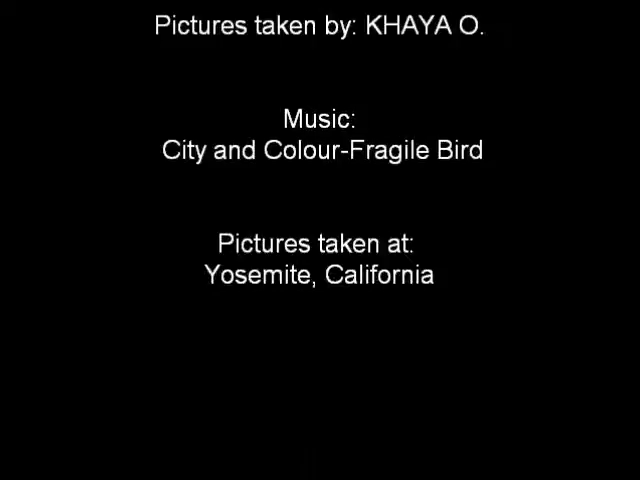 Pictures taken by: KHAYA O.
Music:
City and Colour-Fragile Bird
Pictures taken at:
Yosemite, California